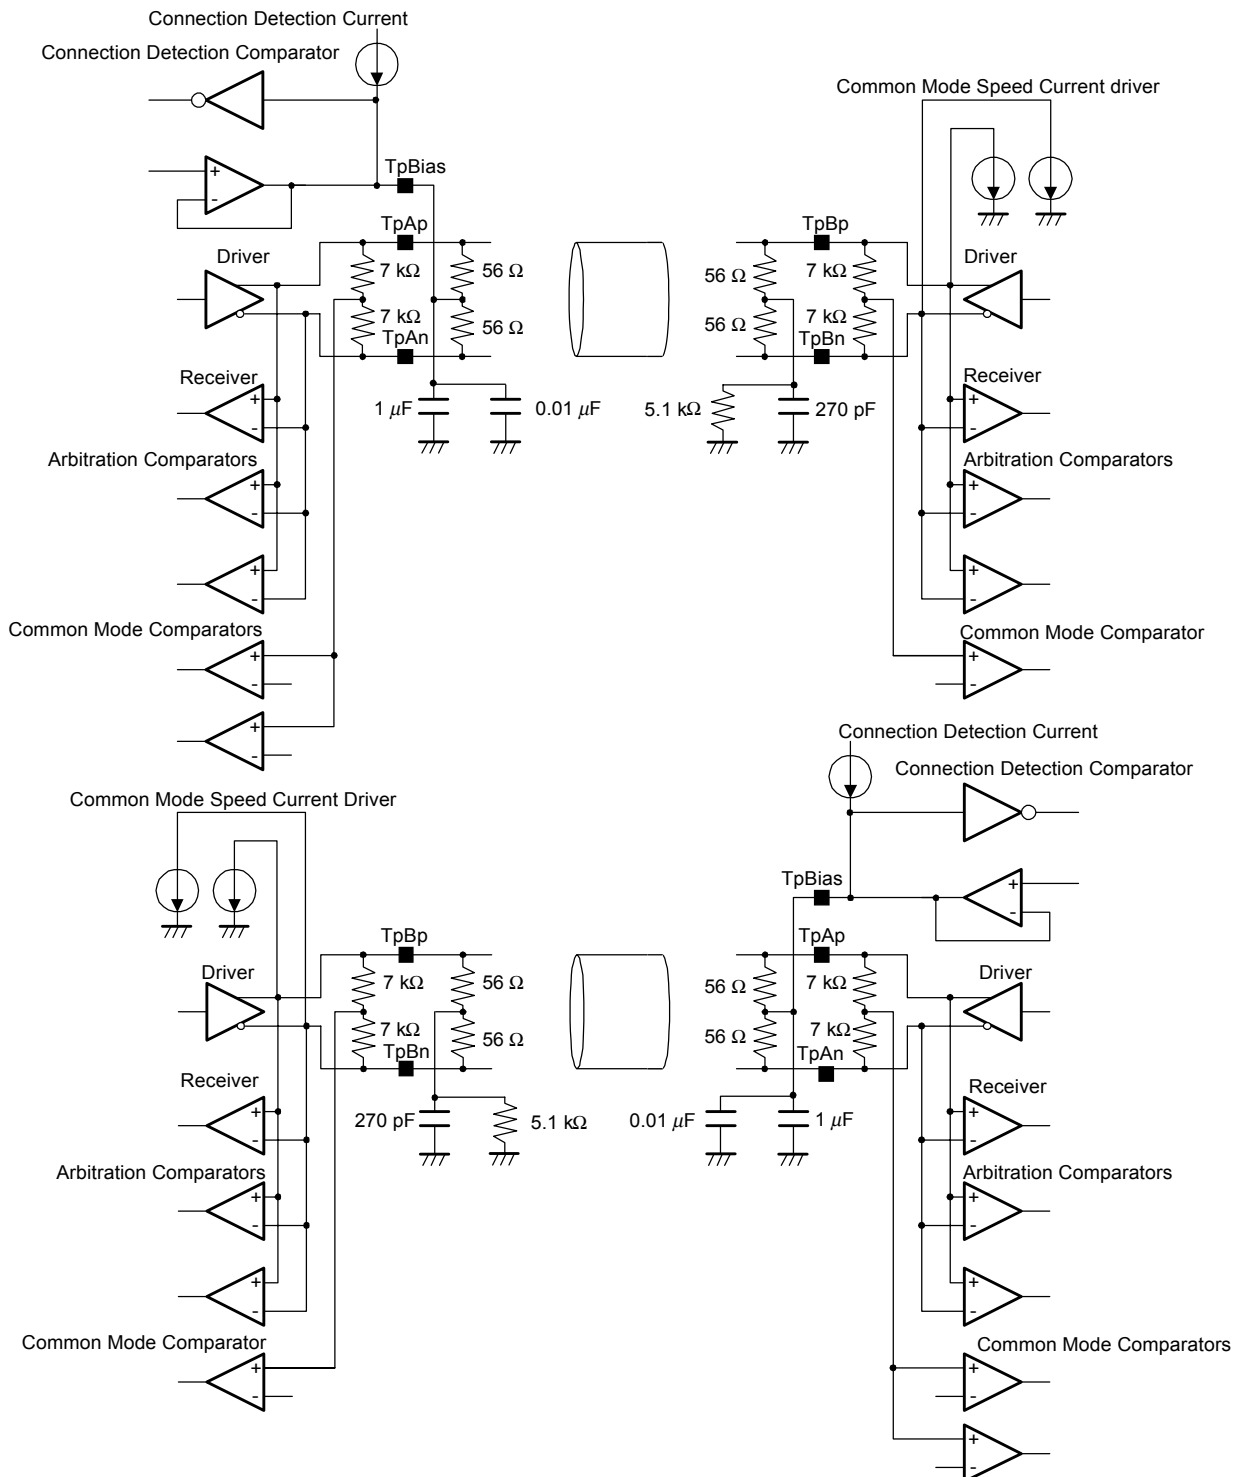 Connection Detection Current
Connection Detection Comparator
+
-
TpBias
Common Mode Speed Current driver
TpAp
7 kΩ
56 Ω
7 kΩ
56 Ω
TpAn
Driver
TpBp
56 Ω
7 kΩ
56 Ω
7 kΩ
TpBn
Driver
1 μF
0.01 μF
5.1 kΩ
270 pF
Receiver
+
-
Receiver
+
-
Arbitration Comparators
+
-
+
-
Arbitration Comparators
+
-
+
-
Common Mode Comparators
+
-
+
-
Common Mode Comparator
+
-
Connection Detection Current
Connection Detection Comparator
Common Mode Speed Current Driver
TpBias
+
-
TpBp
7 kΩ
56 Ω
7 kΩ
56 Ω
TpBn
Driver
TpAp
56 Ω
7 kΩ
56 Ω
7 kΩ
TpAn
Driver
270 pF
5.1 kΩ
0.01 μF
1 μF
Receiver
+
-
Receiver
+
-
Arbitration Comparators
+
-
+
-
Arbitration Comparators
+
-
+
-
Common Mode Comparator
+
-
Common Mode Comparators
+
-
+
-